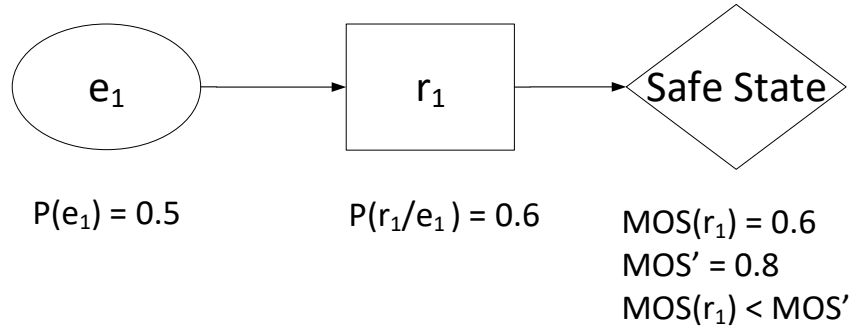 e₁
r₁
Safe State
P(e₁) = 0.5
P(r₁/e₁ ) = 0.6
MOS(r₁) = 0.6
MOS’ = 0.8
MOS(r₁) < MOS’